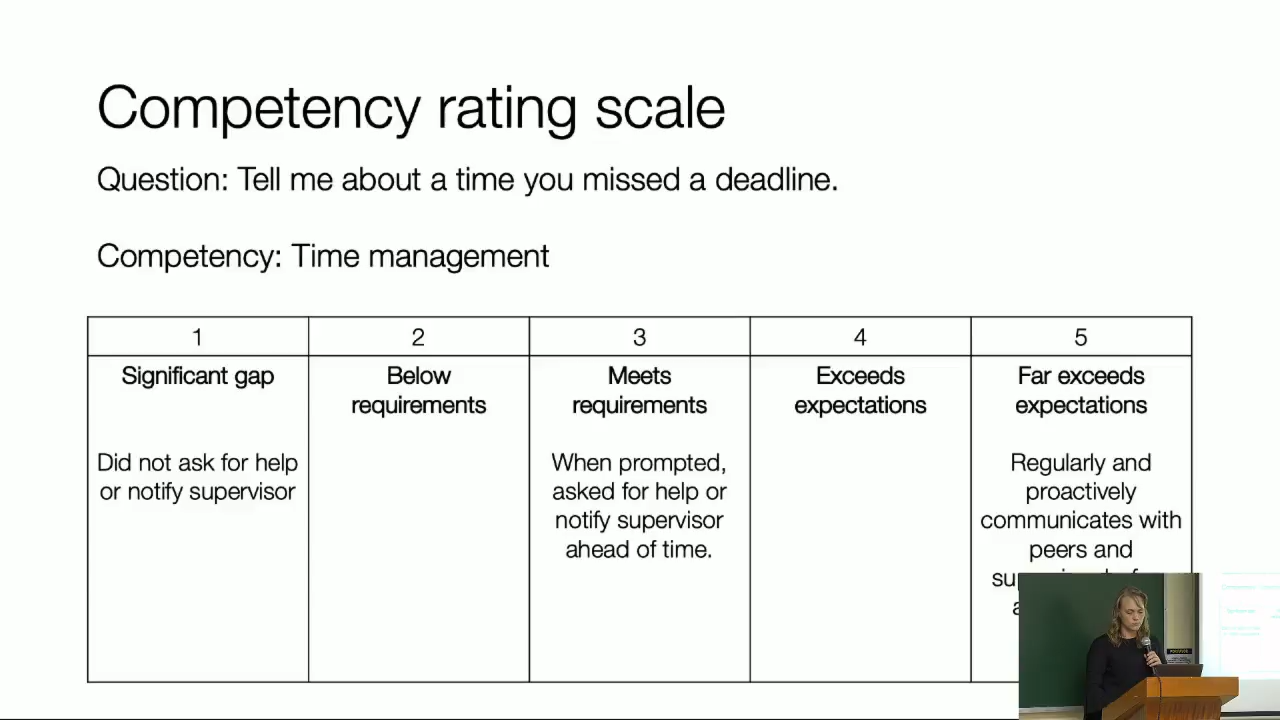 Competency rating scale
Question: Tell me about a time you missed a deadline.
Competency: Time management
1
2
3
4
5
Significant gap
Below
requirements
Meets
requirements
Exceeds
expectations
Far exceeds
expectations
Did not ask for help
or notify supervisor
When prompted,
asked for help or
notify supervisor
ahead of time.
Regularly and
proactively
communicates with
peers and